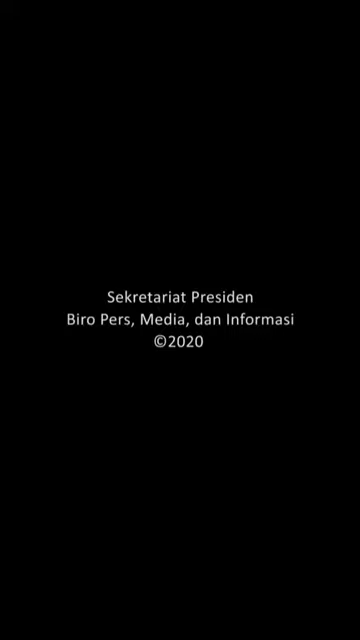 Sekretariat Presiden
Biro Pers, Media, dan Informasi
©2020